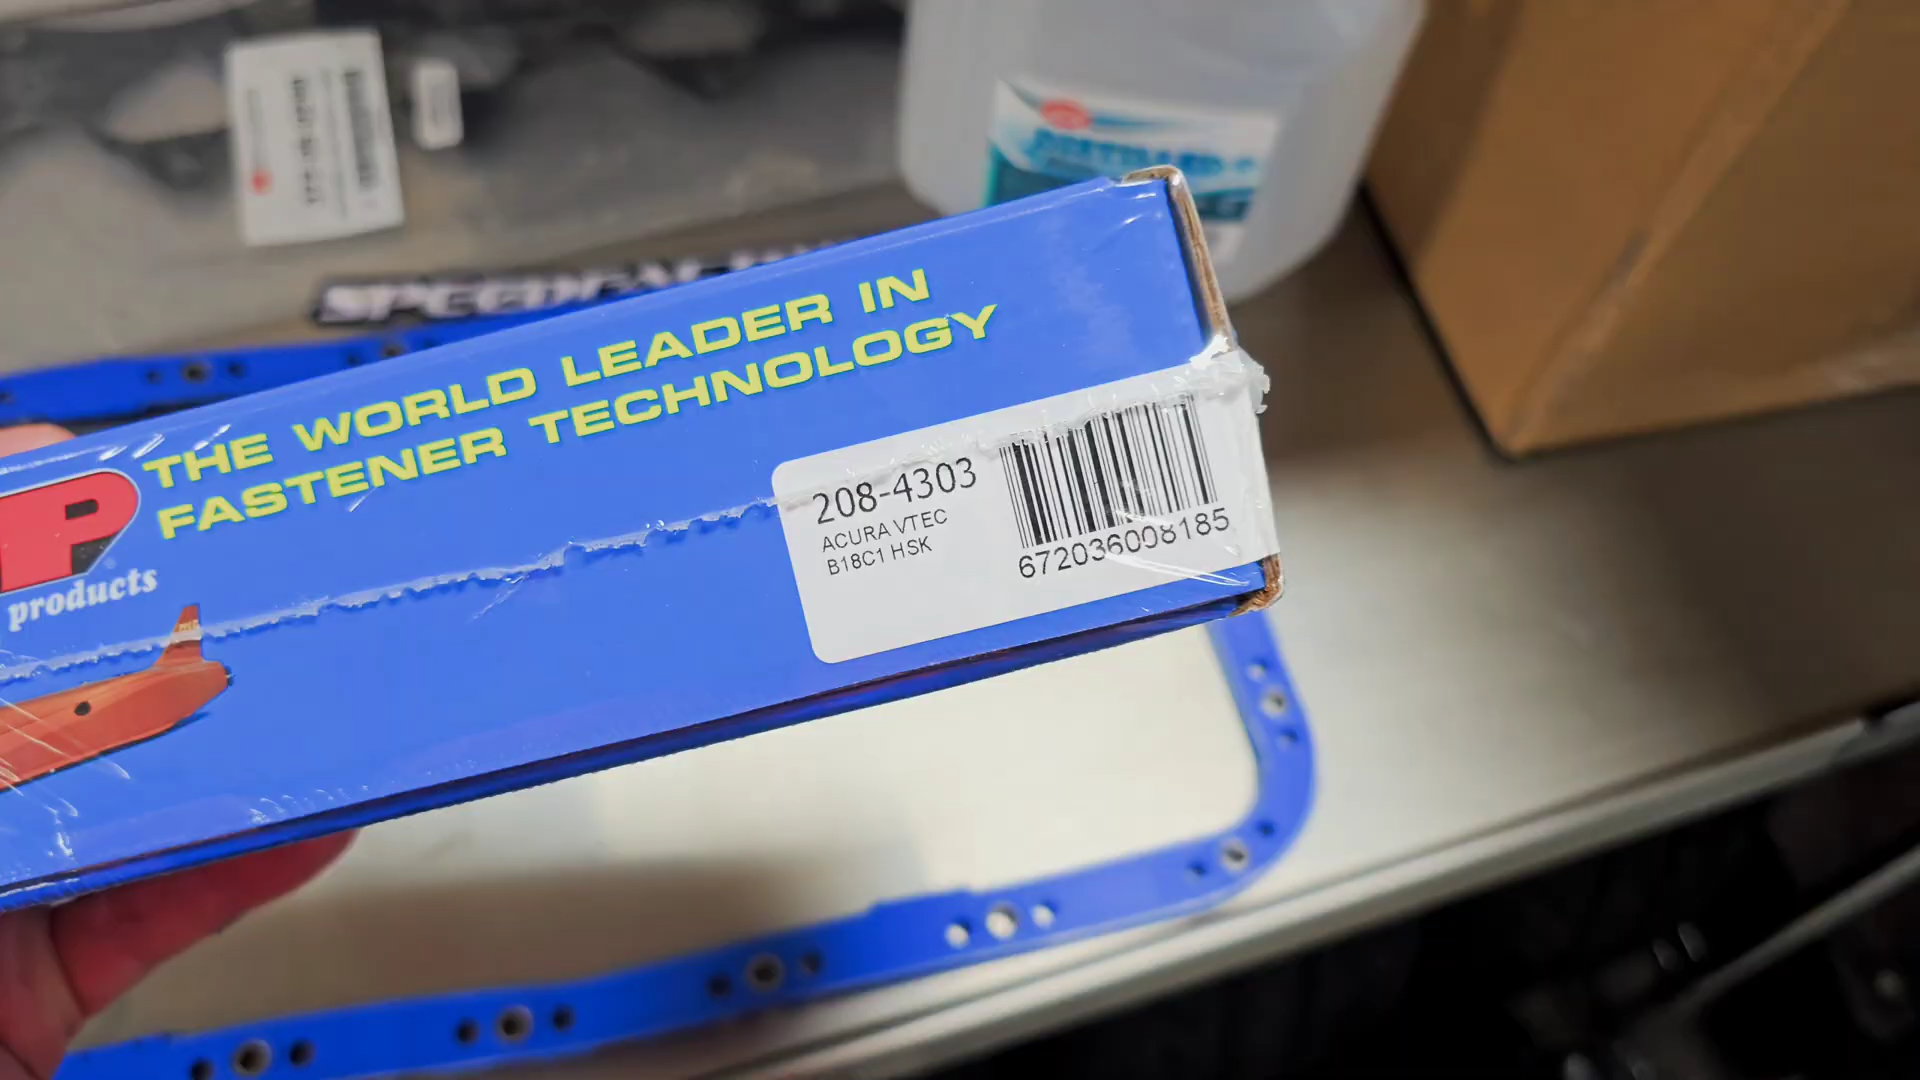 THE WORLD LEADER IN
FASTENER TECHNOLOGY
P
products
208-4303
ACURA VTEC
B18C1 HSK
672036008185